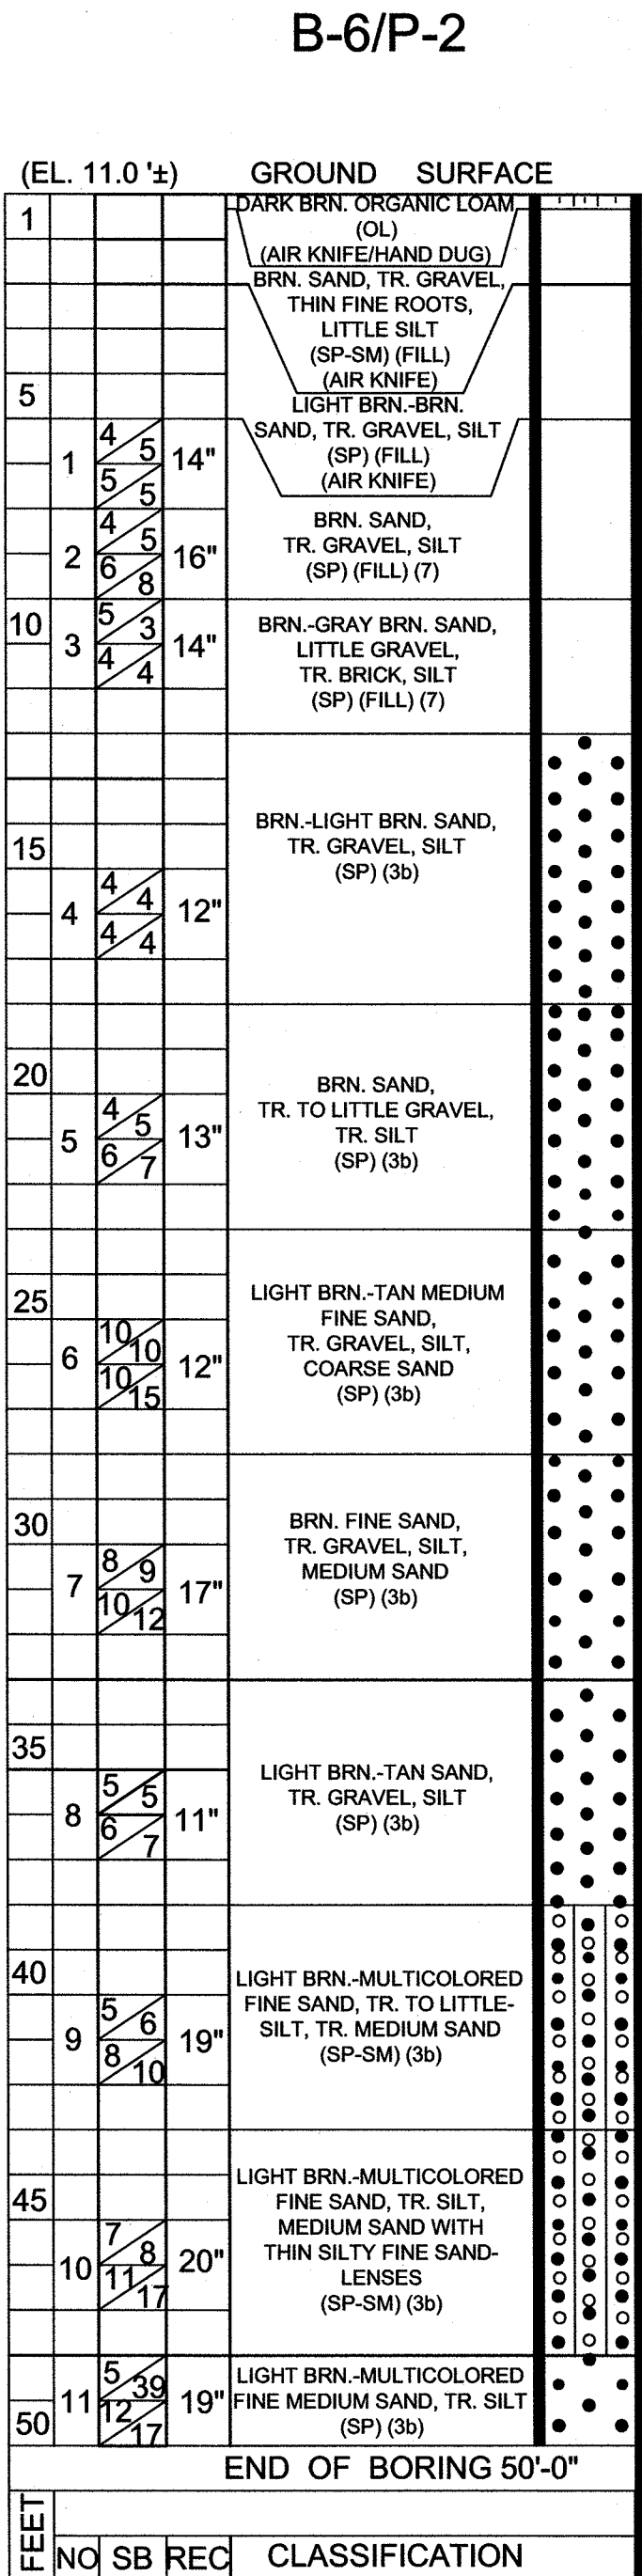 B-6/P-2
(EL. 11.0 '±) GROUND SURFACE
1
DARK BRN. ORGANIC LOAM
(OL)
(AIR KNIFE/HAND DUG)
BRN. SAND, TR. GRAVEL,
THIN FINE ROOTS,
LITTLE SILT
(SP-SM) (FILL)
(AIR KNIFE)
5
LIGHT BRN.-BRN.
SAND, TR. GRAVEL, SILT
(SP) (FILL)
(AIR KNIFE)
1 4 5 5 5 14"
2 4 5 6 8 16"
BRN. SAND,
TR. GRAVEL, SILT
(SP) (FILL) (7)
10
3 5 3 4 4 14"
BRN.-GRAY BRN. SAND,
LITTLE GRAVEL,
TR. BRICK, SILT
(SP) (FILL) (7)
15
BRN.-LIGHT BRN. SAND,
TR. GRAVEL, SILT
(SP) (3b)
4 4 4 4 4 12"
20
BRN. SAND,
TR. TO LITTLE GRAVEL,
TR. SILT
(SP) (3b)
5 4 5 6 7 13"
25
LIGHT BRN.-TAN MEDIUM
FINE SAND,
TR. GRAVEL, SILT,
COARSE SAND
(SP) (3b)
6 10 10 10 15 12"
30
BRN. FINE SAND,
TR. GRAVEL, SILT,
MEDIUM SAND
(SP) (3b)
7 8 9 10 12 17"
35
LIGHT BRN.-TAN SAND,
TR. GRAVEL, SILT
(SP) (3b)
8 5 5 6 7 11"
40
LIGHT BRN.-MULTICOLORED
FINE SAND, TR. TO LITTLE-
SILT, TR. MEDIUM SAND
(SP-SM) (3b)
9 5 6 8 10 19"
45
LIGHT BRN.-MULTICOLORED
FINE SAND, TR. SILT,
MEDIUM SAND WITH
THIN SILTY FINE SAND-
LENSES
(SP-SM) (3b)
10 7 8 11 17 20"
11 5 39 12 17 19"
LIGHT BRN.-MULTICOLORED
FINE MEDIUM SAND, TR. SILT
(SP) (3b)
50
END OF BORING 50'-0"
FEET
NO SB REC CLASSIFICATION